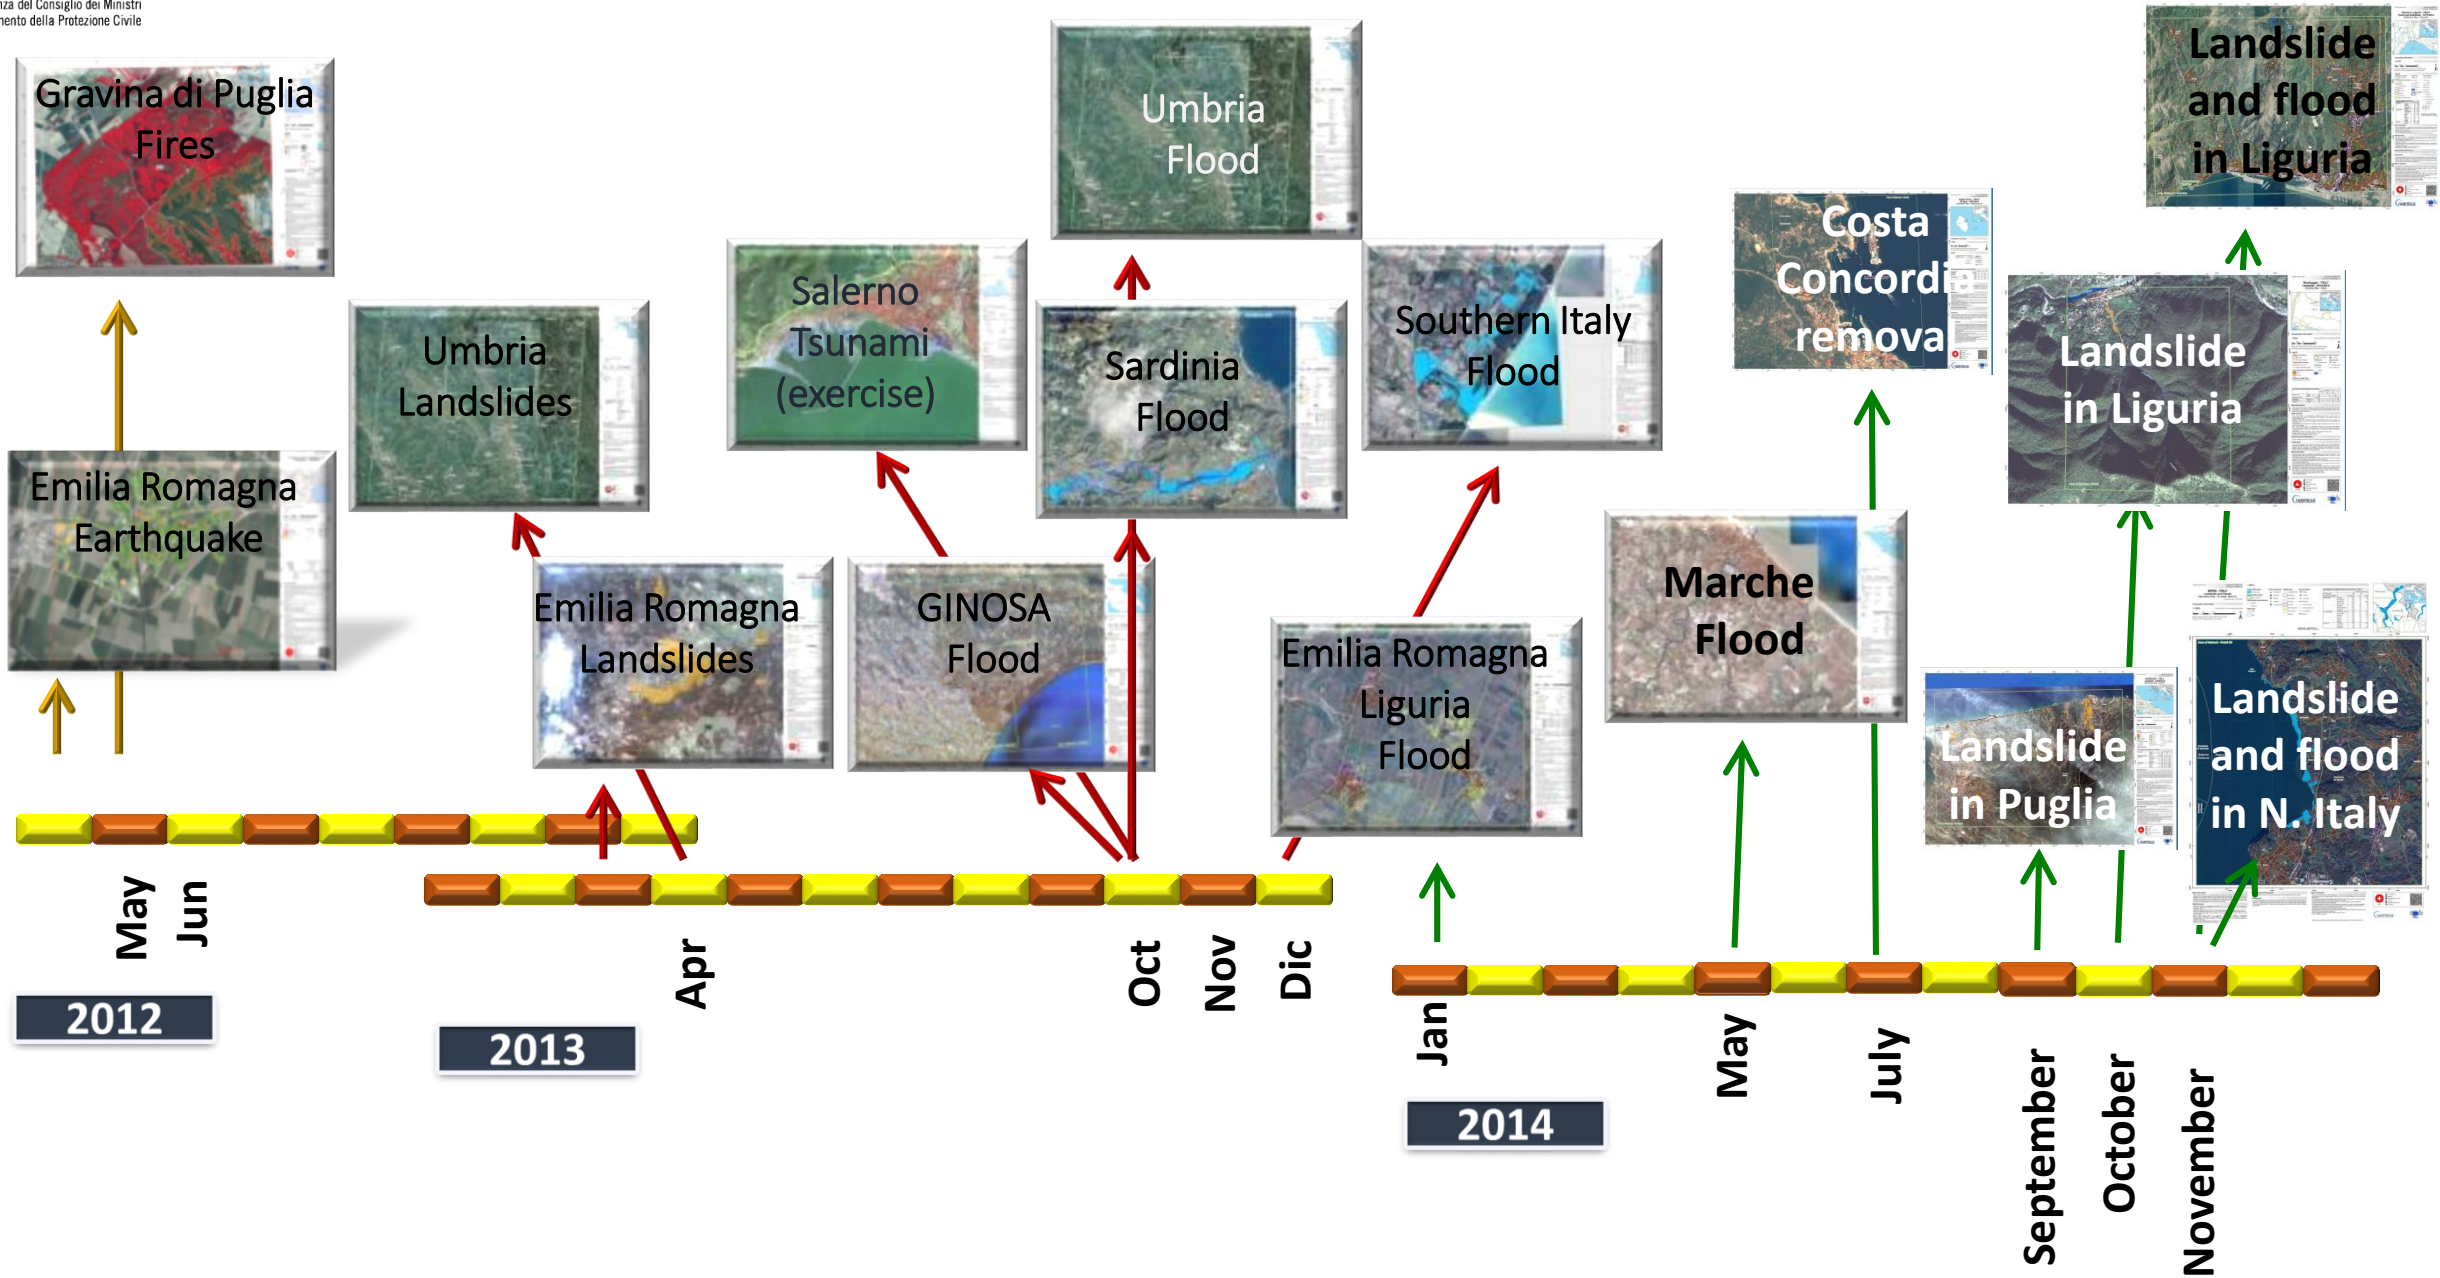 del Consiglio dei Ministri
della Protezione Civile
Gravina di Puglia
Fires
Emilia Romagna
Earthquake
Umbria
Landslides
Emilia Romagna
Landslides
Salerno
Tsunami
(exercise)
GINOSA
Flood
Umbria
Flood
Sardinia
Flood
Southern Italy
Flood
Emilia Romagna
Liguria
Flood
Marche
Flood
Costa
Concordia
removal
Landslide
in Puglia
Landslide
in Liguria
Landslide
and flood
in Liguria
Landslide
and flood
in N. Italy
May
Jun
2012
Apr
Oct
Nov
Dic
2013
Jan
May
July
September
October
November
2014